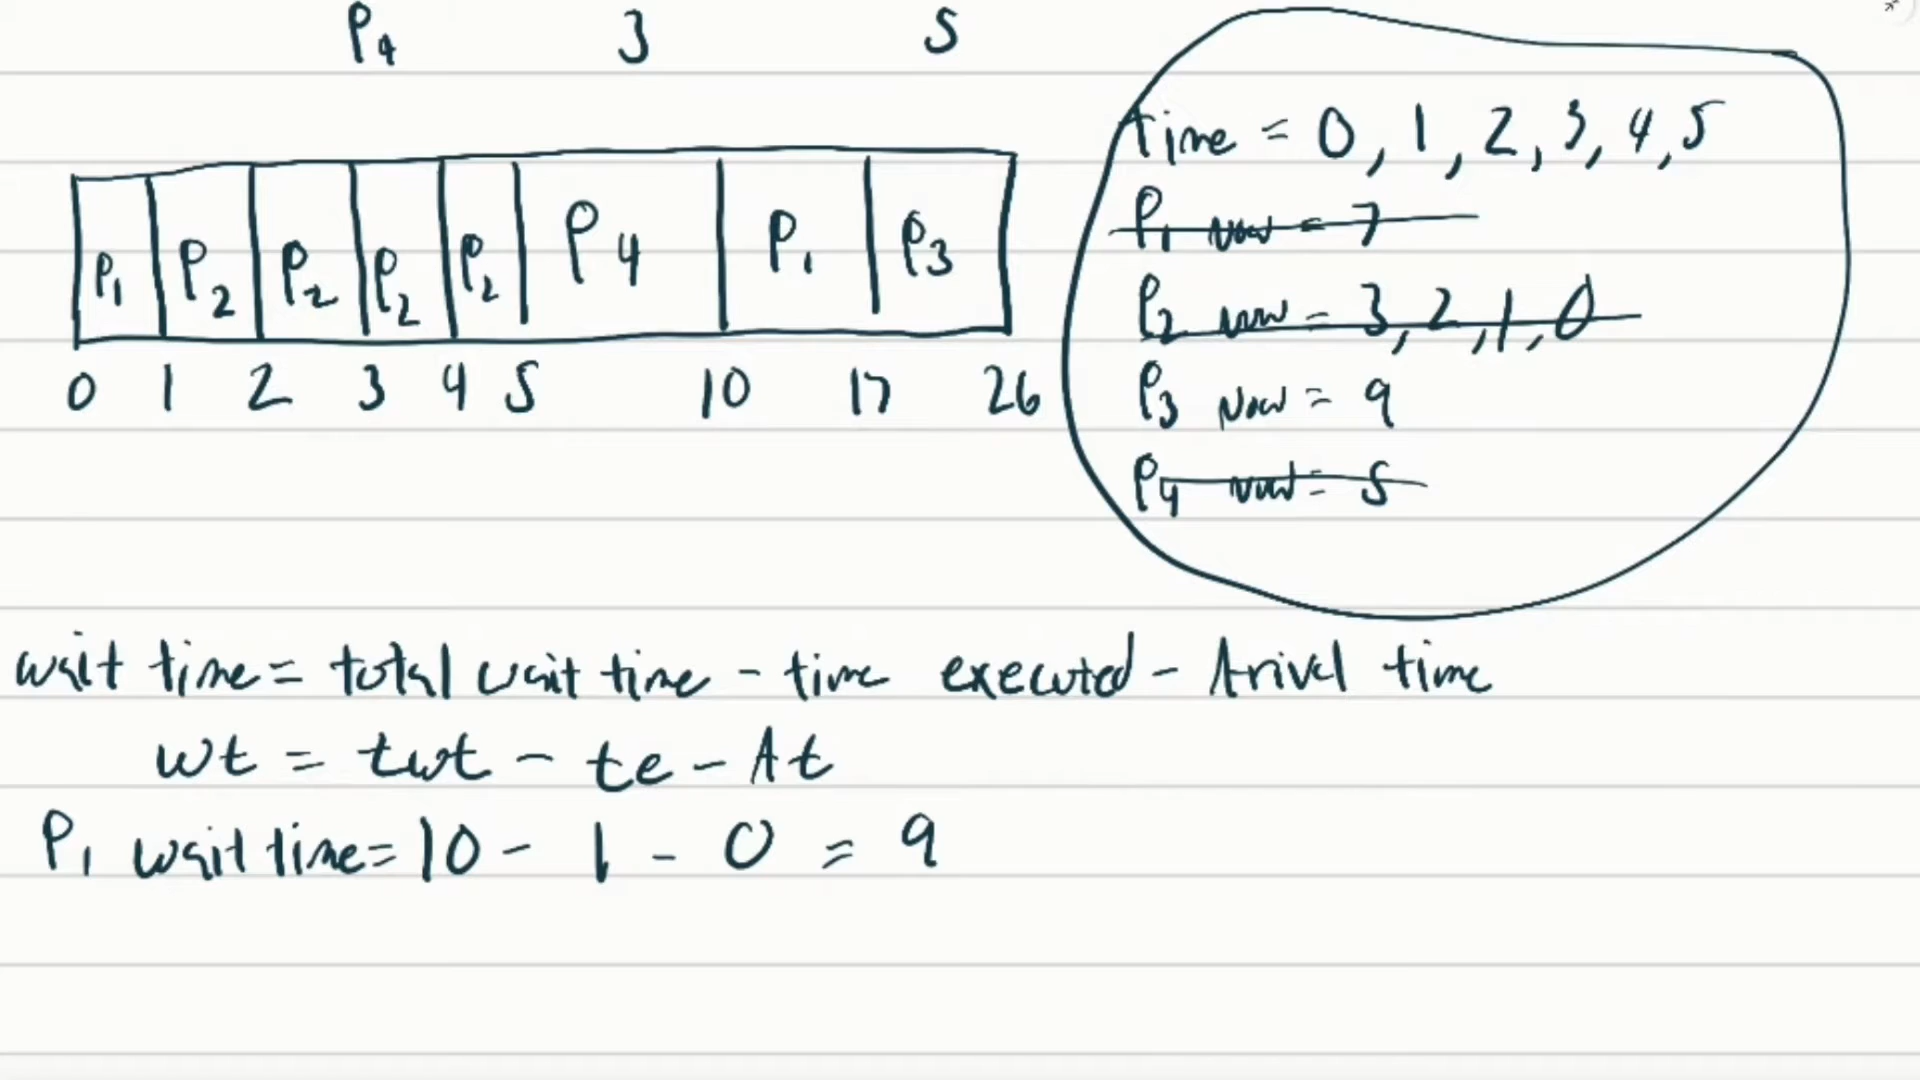 P4 3 5
P1 P2 P2 P2 P2 P4 P1 P3
0 1 2 3 4 5 10 17 26
time = 0, 1, 2, 3, 4, 5
P1 now = 7
P2 now = 3, 2, 1, 0
P3 now = 9
P4 now = 5
wait time = total wait time - time executed - Arival time
wt = twt - te - At
P1 wait time = 10 - 1 - 0 = 9